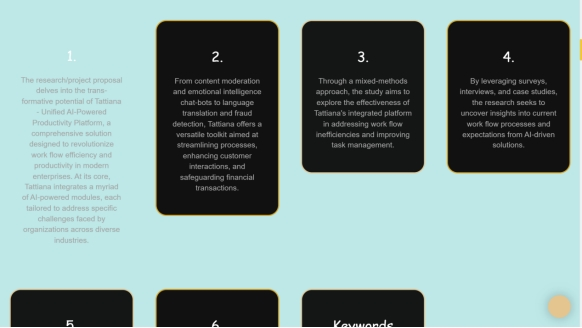 1.
The research/project proposal
delves into the trans-
formative potential of Tattiana
- Unified AI-Powered
Productivity Platform, a
comprehensive solution
designed to revolutionize
work flow efficiency and
productivity in modern
enterprises. At its core,
Tattiana integrates a myriad
of AI-powered modules, each
tailored to address specific
challenges faced by
organizations across diverse
industries.
2.
From content moderation
and emotional intelligence
chat-bots to language
translation and fraud
detection, Tattiana offers a
versatile toolkit aimed at
streamlining processes,
enhancing customer
interactions, and
safeguarding financial
transactions.
3.
Through a mixed-methods
approach, the study aims to
explore the effectiveness of
Tattiana's integrated platform
in addressing work flow
inefficiencies and improving
task management.
4.
By leveraging surveys,
interviews, and case studies,
the research seeks to
uncover insights into current
work flow processes and
expectations from AI-driven
solutions.
5.
6.
Keywords